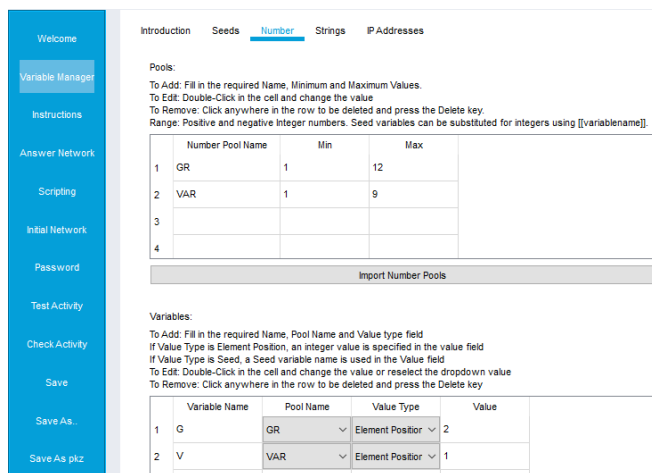 Welcome
Variable Manager
Instructions
Answer Network
Scripting
Initial Network
Password
Test Activity
Check Activity
Save
Save As..
Save As pkz
Introduction Seeds Number Strings IP Addresses
Pools:
To Add: Fill in the required Name, Minimum and Maximum Values.
To Edit: Double-Click in the cell and change the value
To Remove: Click anywhere in the row to be deleted and press the Delete key.
Range: Positive and negative Integer numbers. Seed variables can be substituted for integers using [[variablename]].
Number Pool Name Min Max
1 GR 1 12
2 VAR 1 9
3
4
Import Number Pools
Variables:
To Add: Fill in the required Name, Pool Name and Value type field
If Value Type is Element Position, an integer value is specified in the value field
If Value Type is Seed, a Seed variable name is used in the Value field
To Edit: Double-Click in the cell and change the value or reselect the dropdown value
To Remove: Click anywhere in the row to be deleted and press the Delete key
Variable Name Pool Name Value Type Value
1 G GR Element Position 2
2 V VAR Element Position 1